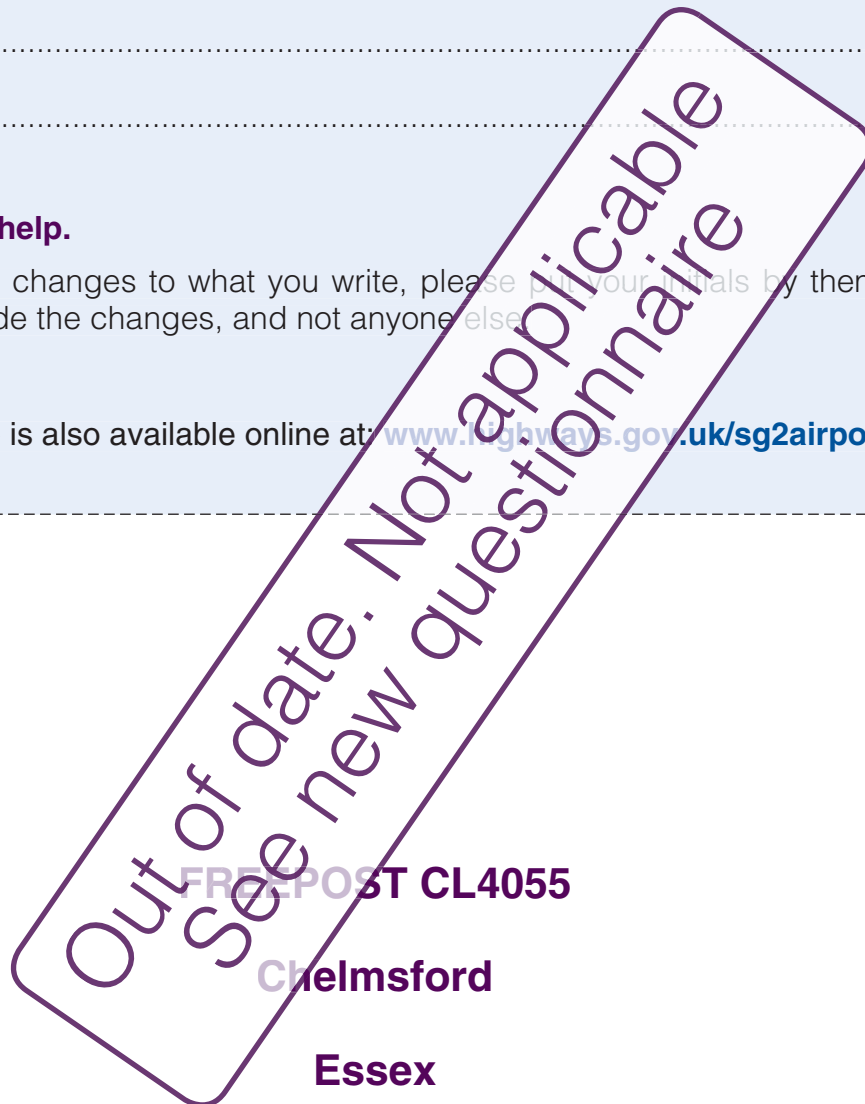 help.
changes to what you write, please put your initials by then
de the changes, and not anyone else.
is also available online at: www.highways.gov.uk/sg2airpo
Out of date. Not applicable
See new questionnaire
FREEPOST CL4055
Chelmsford
Essex